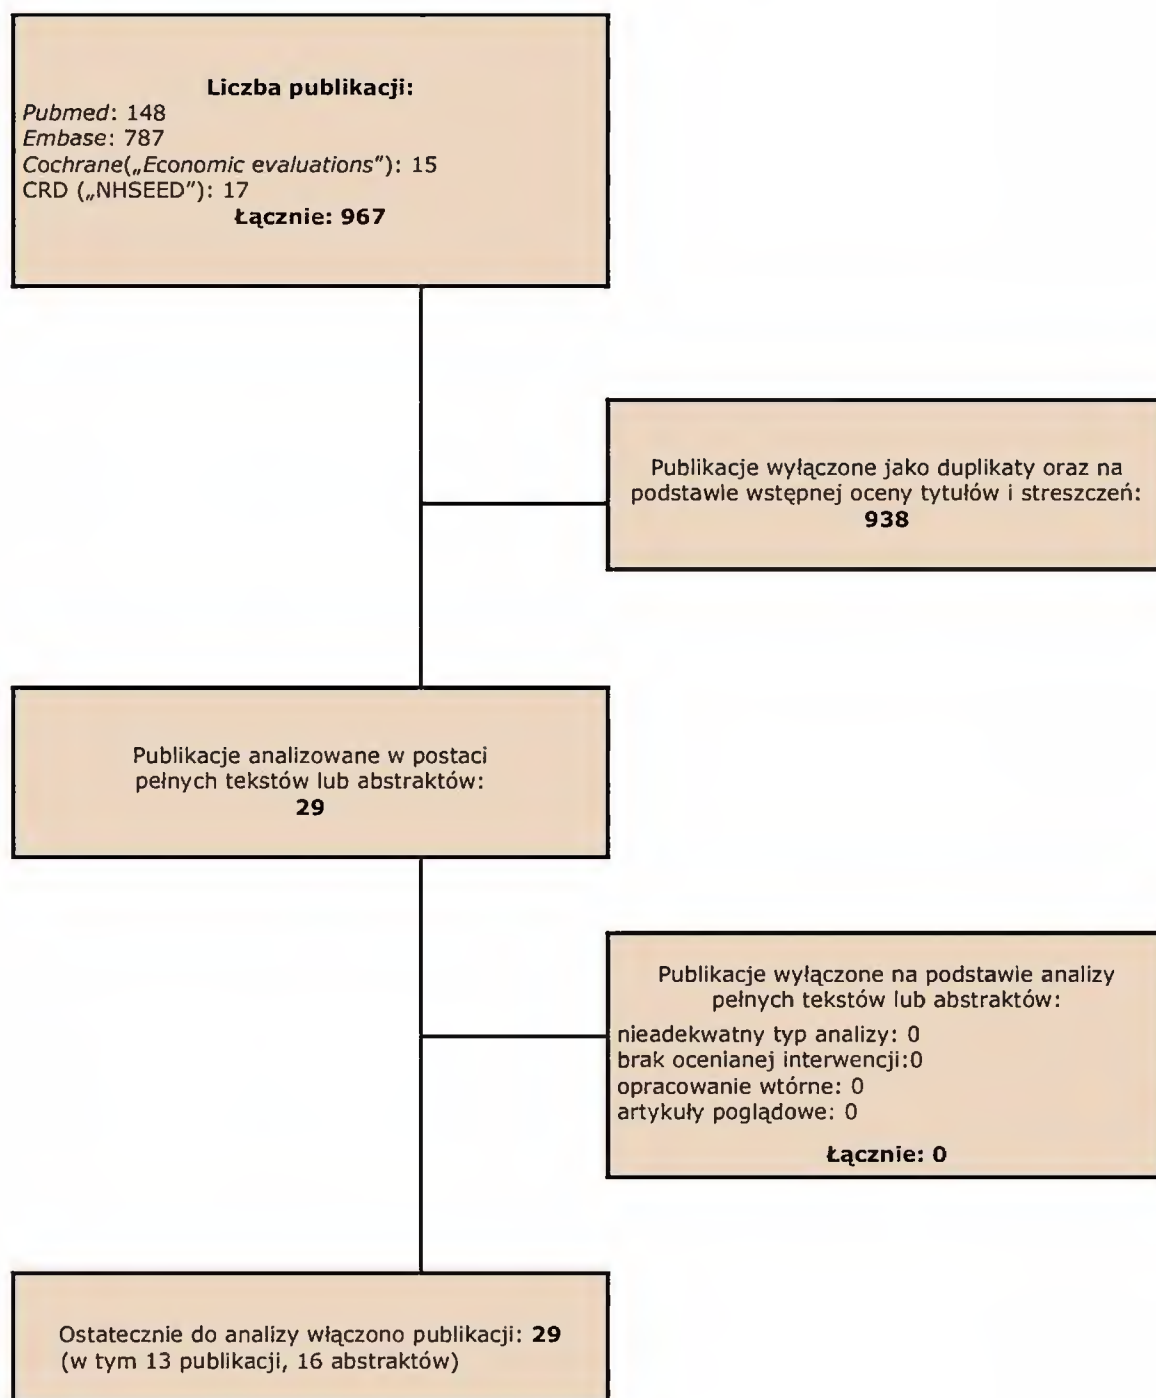 Liczba publikacji:
Pubmed: 148
Embase: 787
Cochrane(„Economic evaluations”): 15
CRD („NHSEED”): 17
Łącznie: 967
Publikacje wyłączone jako duplikaty oraz na
podstawie wstępnej oceny tytułów i streszczeń:
938
Publikacje analizowane w postaci
pełnych tekstów lub abstraktów:
29
Publikacje wyłączone na podstawie analizy
pełnych tekstów lub abstraktów:
nieadekwatny typ analizy: 0
brak ocenianej interwencji:0
opracowanie wtórne: 0
artykuły poglądowe: 0
Łącznie: 0
Ostatecznie do analizy włączono publikacji: 29
(w tym 13 publikacji, 16 abstraktów)